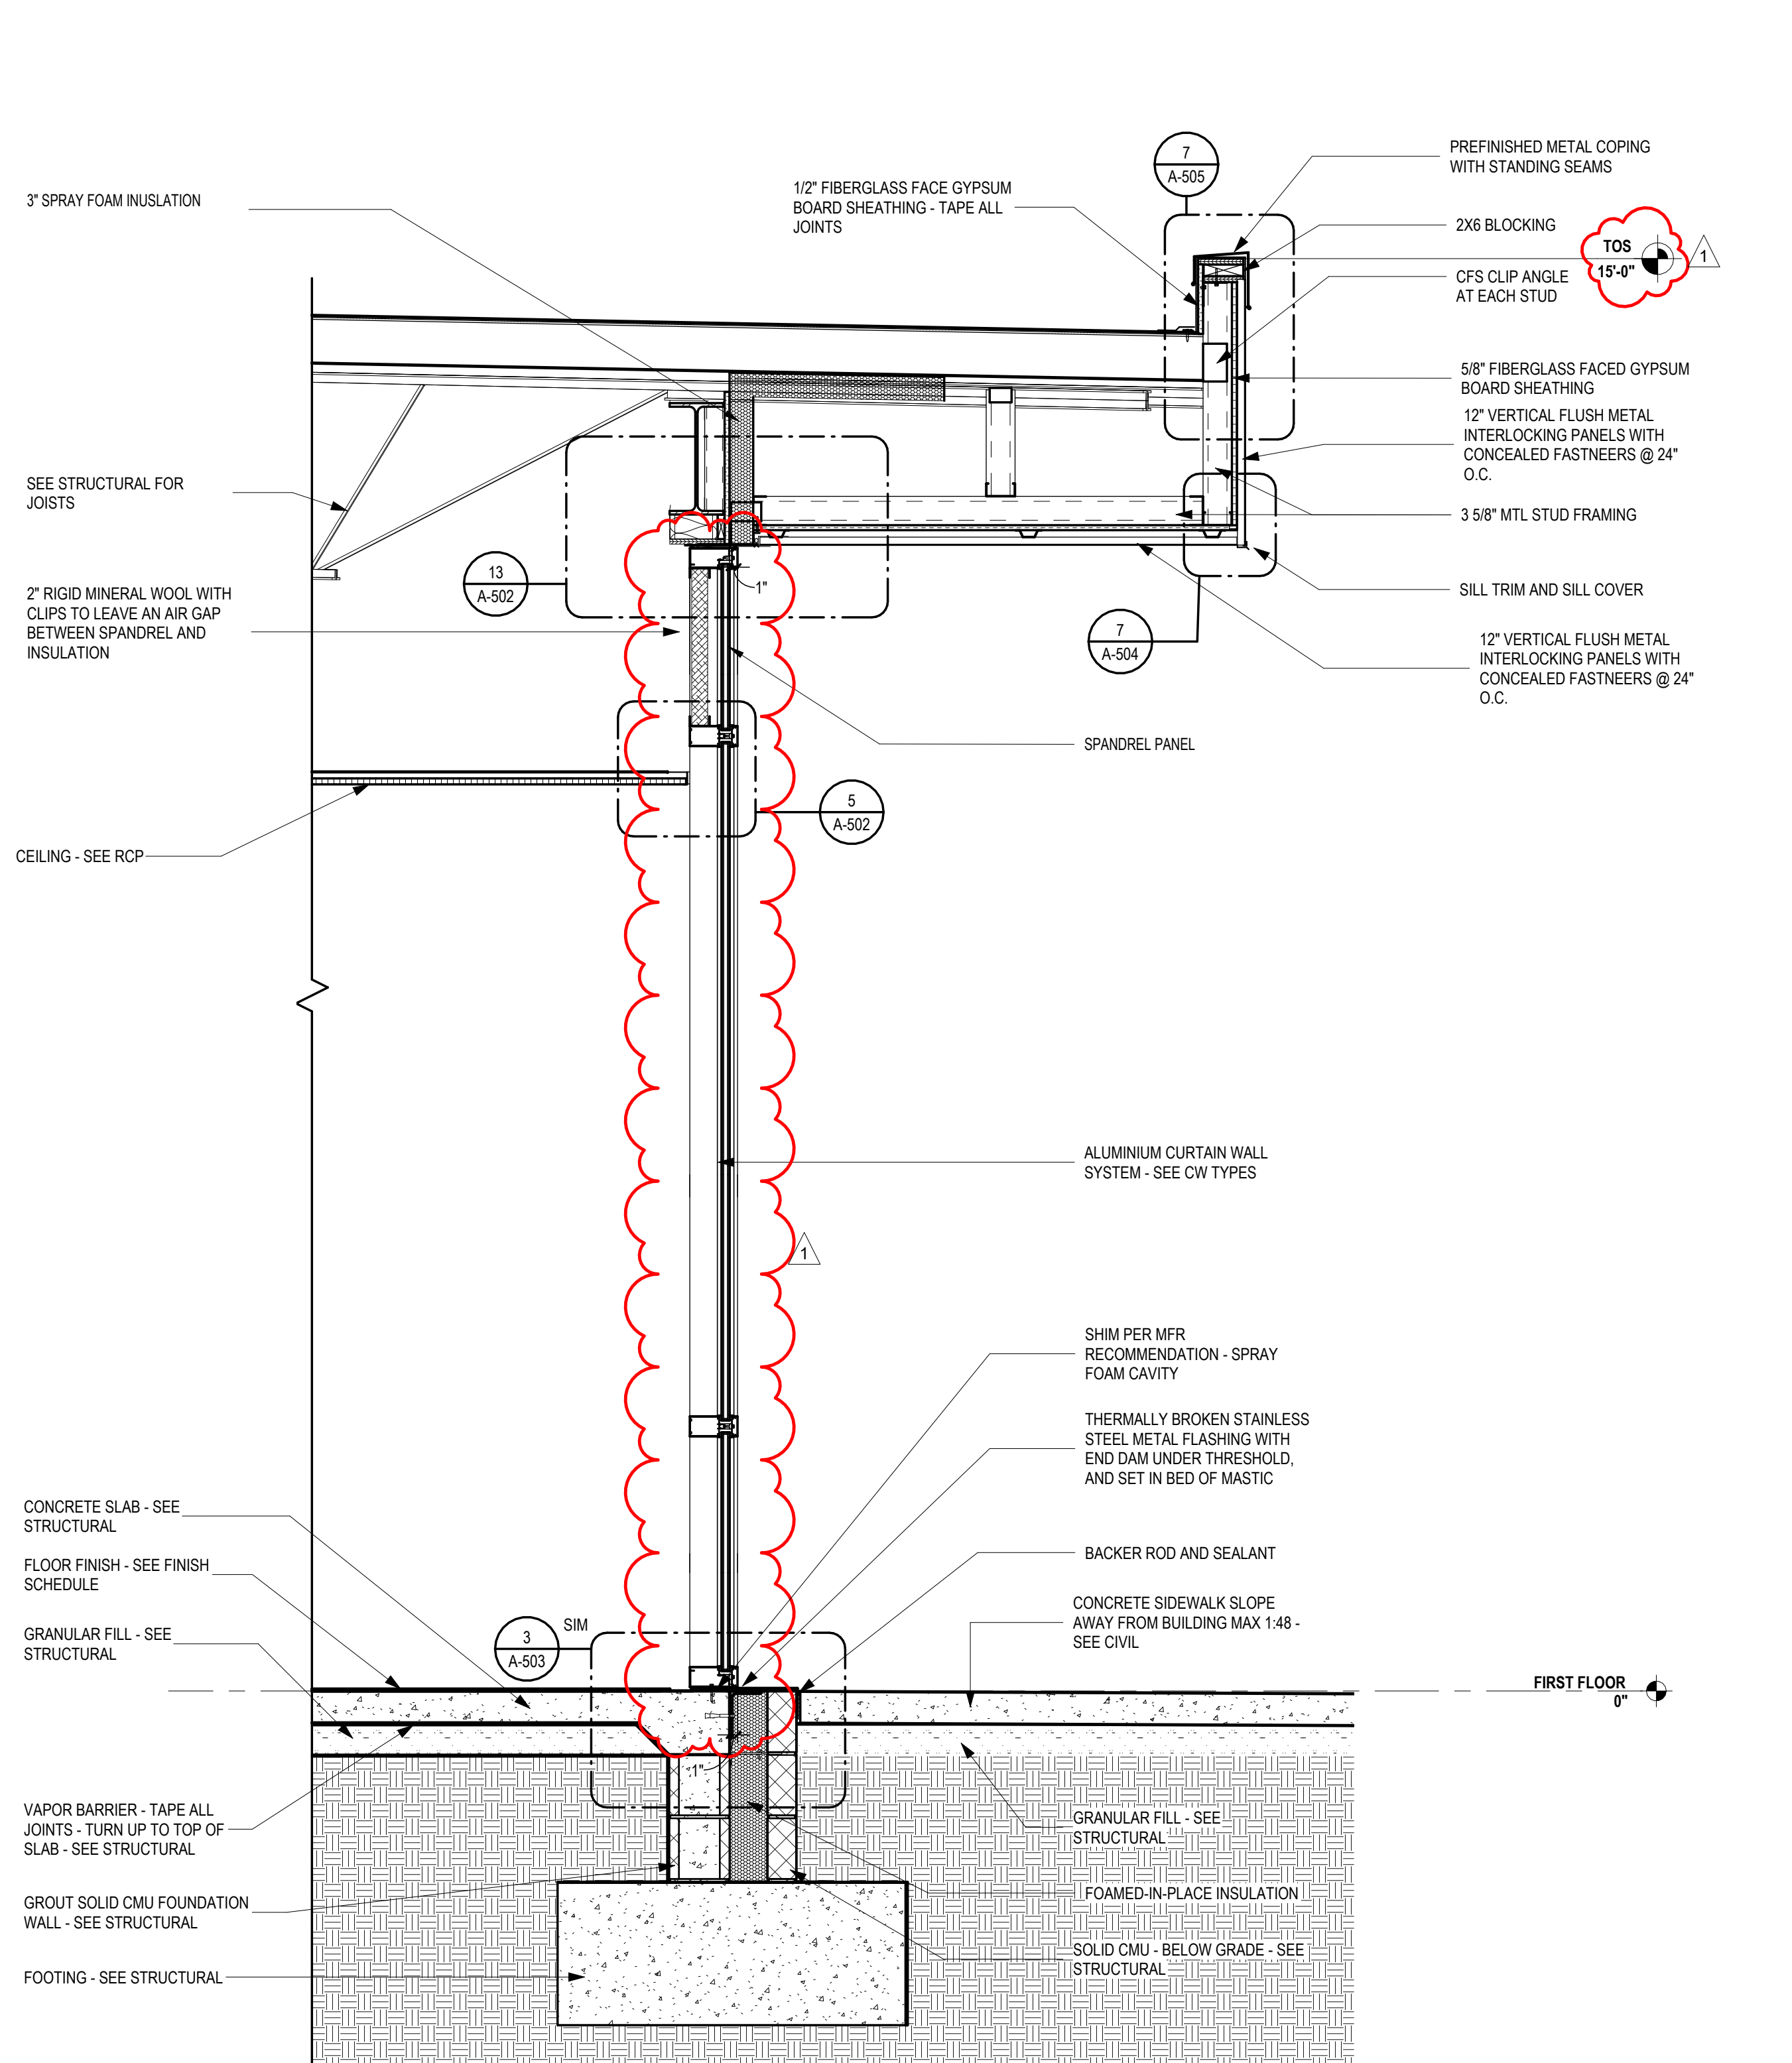 7
A-505
PREFINISHED METAL COPING
WITH STANDING SEAMS
3" SPRAY FOAM INUSLATION
1/2" FIBERGLASS FACE GYPSUM
BOARD SHEATHING - TAPE ALL
JOINTS
2X6 BLOCKING
TOS
15'-0"
1
CFS CLIP ANGLE
AT EACH STUD
5/8" FIBERGLASS FACED GYPSUM
BOARD SHEATHING
12" VERTICAL FLUSH METAL
INTERLOCKING PANELS WITH
CONCEALED FASTNEERS @ 24"
O.C.
SEE STRUCTURAL FOR
JOISTS
3 5/8" MTL STUD FRAMING
13
A-502
1"
2" RIGID MINERAL WOOL WITH
CLIPS TO LEAVE AN AIR GAP
BETWEEN SPANDREL AND
INSULATION
SILL TRIM AND SILL COVER
7
A-504
12" VERTICAL FLUSH METAL
INTERLOCKING PANELS WITH
CONCEALED FASTNEERS @ 24"
O.C.
SPANDREL PANEL
5
A-502
CEILING - SEE RCP
ALUMINIUM CURTAIN WALL
SYSTEM - SEE CW TYPES
1
SHIM PER MFR
RECOMMENDATION - SPRAY
FOAM CAVITY
THERMALLY BROKEN STAINLESS
STEEL METAL FLASHING WITH
END DAM UNDER THRESHOLD,
AND SET IN BED OF MASTIC
CONCRETE SLAB - SEE
STRUCTURAL
BACKER ROD AND SEALANT
FLOOR FINISH - SEE FINISH
SCHEDULE
CONCRETE SIDEWALK SLOPE
AWAY FROM BUILDING MAX 1:48 -
SEE CIVIL
GRANULAR FILL - SEE
STRUCTURAL
3
A-503
SIM
FIRST FLOOR
0"
1"
VAPOR BARRIER - TAPE ALL
JOINTS - TURN UP TO TOP OF
SLAB - SEE STRUCTURAL
GRANULAR FILL - SEE
STRUCTURAL
GROUT SOLID CMU FOUNDATION
WALL - SEE STRUCTURAL
FOAMED-IN-PLACE INSULATION
SOLID CMU - BELOW GRADE - SEE
STRUCTURAL
FOOTING - SEE STRUCTURAL